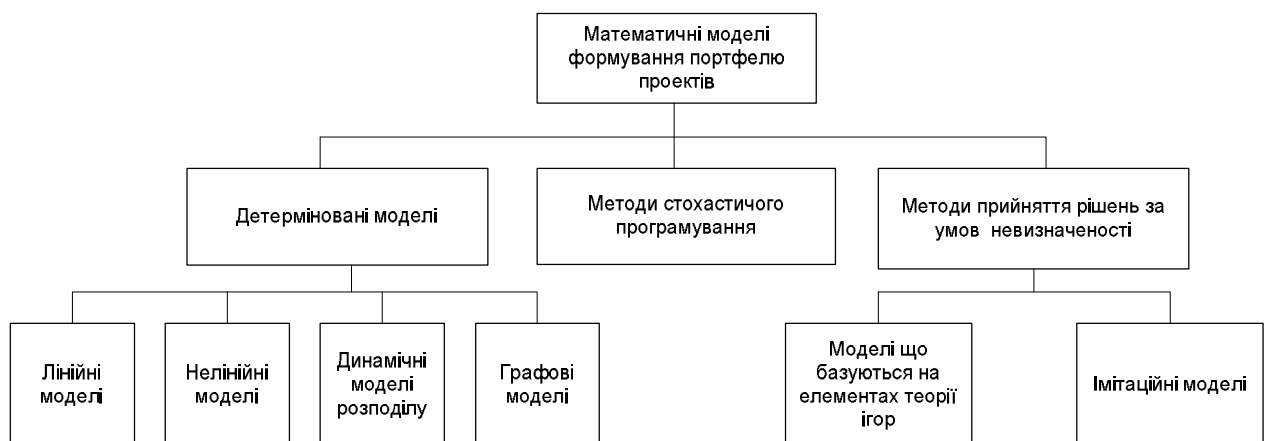 Математичні моделі
формування портфелю
проектів
Детерміновані моделі
Методи стохастичого
програмування
Методи прийняття рішень за
умов невизначеності
Лінійні
моделі
Нелінійні
моделі
Динамічні
моделі
розподілу
Графові
моделі
Моделі що
базуються на
елементах теорії
ігор
Імітаційні моделі